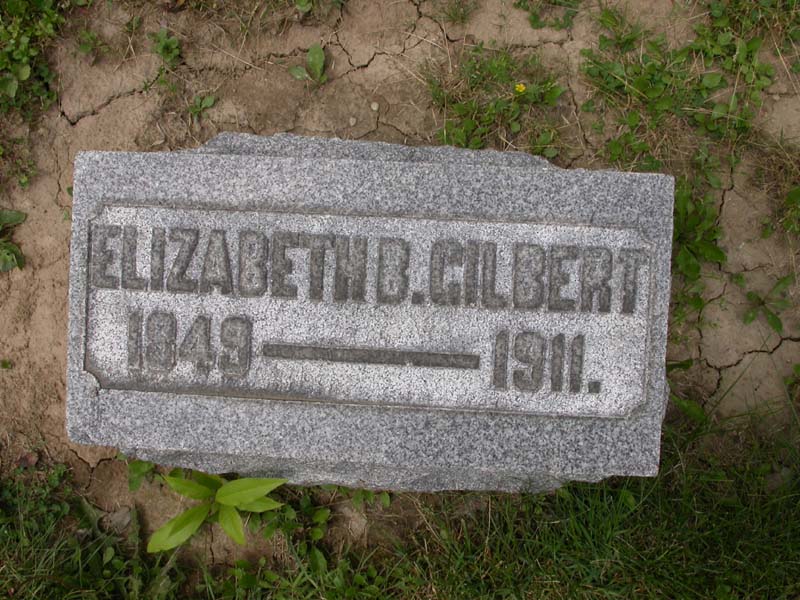 ELIZABETH B. GILBERT
1849 — 1911.